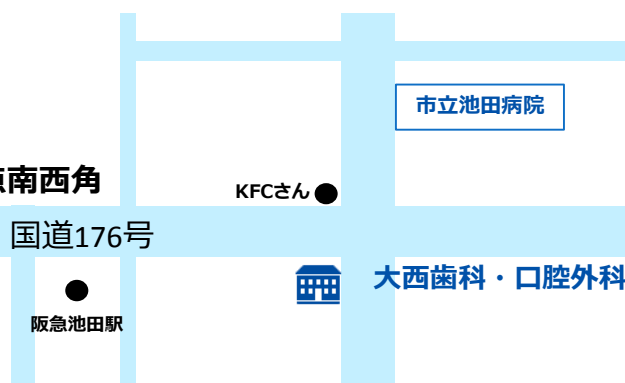 市立池田病院
点南西角
KFCさん
国道176号
大西歯科・口腔外科
阪急池田駅